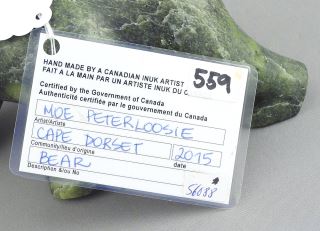 HAND MADE BY A CANADIAN INUK ARTIST
FAIT A LA MAIN PAR UN ARTISTE INUK DU C
559
Certified by the Government of Canada
Authenticité certifiée par le gouvernement du Canada
MOE PETERLOOSIE
Artist/Artiste
CAPE DORSET 2015
Community/lieu d'origine date
BEAR
Description &/ou No
S6038